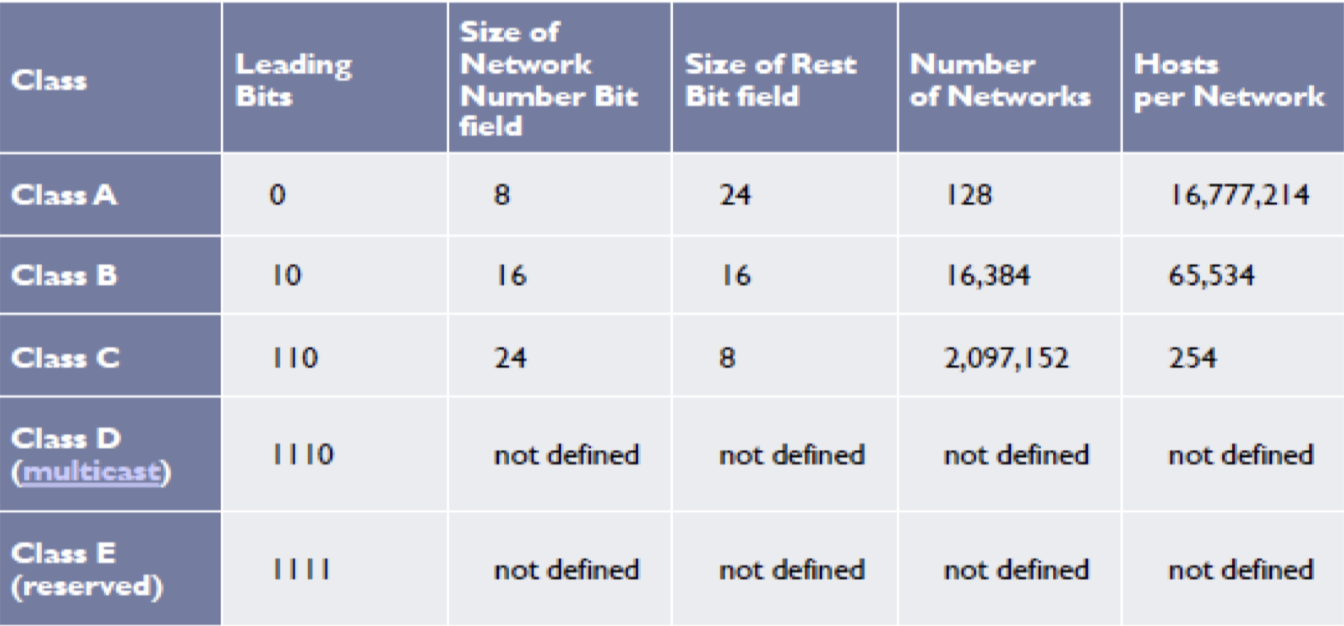 Class Leading Bits Size of Network Number Bit field Size of Rest Bit field Number of Networks Hosts per Network
Class A 0 8 24 128 16,777,214
Class B 10 16 16 16,384 65,534
Class C 110 24 8 2,097,152 254
Class D (multicast) 1110 not defined not defined not defined not defined
Class E (reserved) 1111 not defined not defined not defined not defined